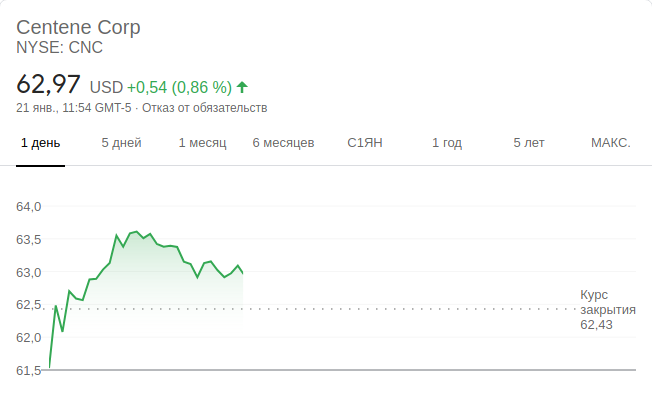 Centene Corp
NYSE: CNC
62,97 USD +0,54 (0,86 %)
21 янв., 11:54 GMT-5 · Отказ от обязательств
1 день 5 дней 1 месяц 6 месяцев С1ЯН 1 год 5 лет МАКС.
64,0
63,5
63,0
62,5
62,0
61,5
Курс
закрытия
62,43